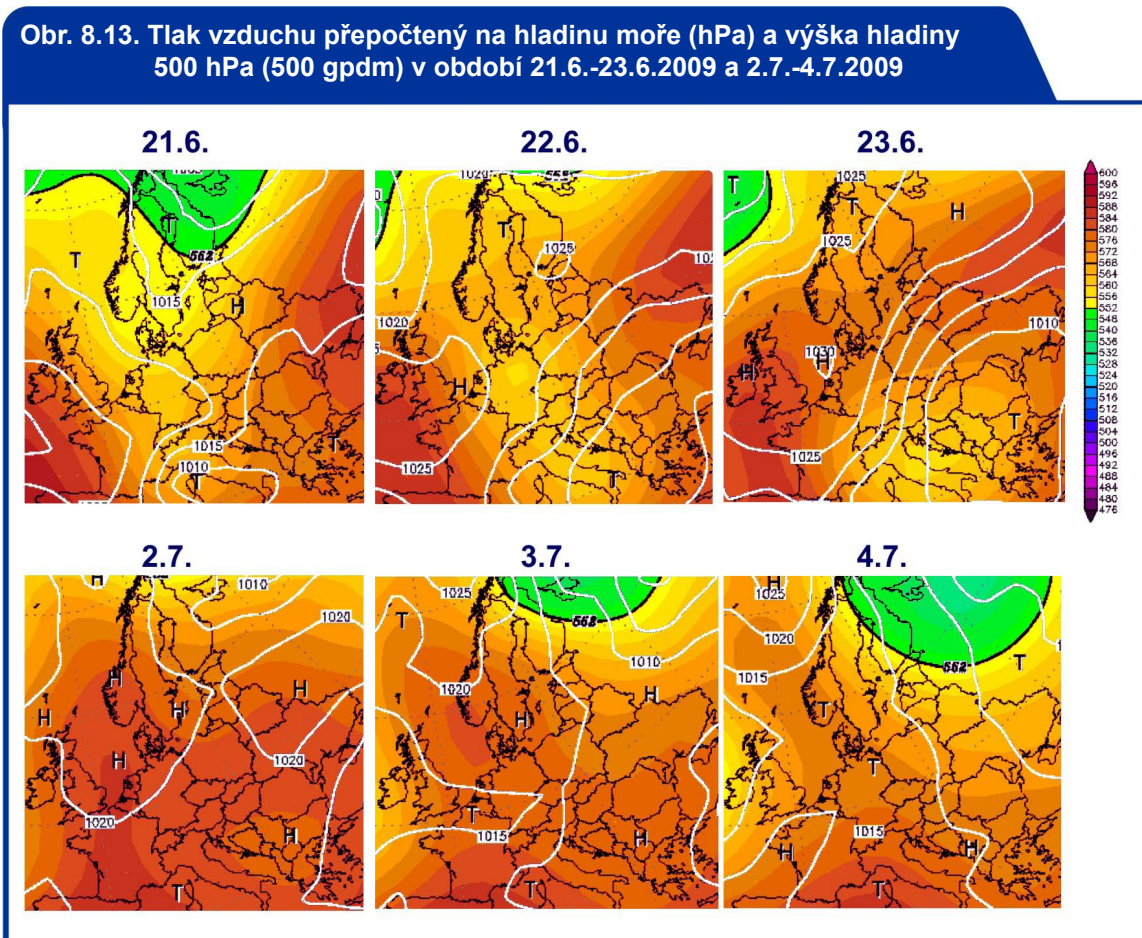 Obr. 8.13. Tlak vzduchu přepočtený na hladinu moře (hPa) a výška hladiny
500 hPa (500 gpdm) v období 21.6.-23.6.2009 a 2.7.-4.7.2009
21.6.
22.6.
23.6.
T
T
H
T
T
552
1015
1015
1010
1020
T
1025
1020
H
1025
T
1025
T
T
H
1025
1030
H
H
1010
1025
T
600
596
592
588
584
580
576
572
568
564
560
556
552
548
540
536
532
528
524
520
516
512
508
504
500
496
492
488
484
480
476
2.7.
3.7.
4.7.
H
1010
1020
H
H
H
H
H
1020
1020
H
T
1025
T
552
1010
1020
H
H
T
1015
H
T
H
1025
1020
1015
552
T
T
T
1015
H
H
T